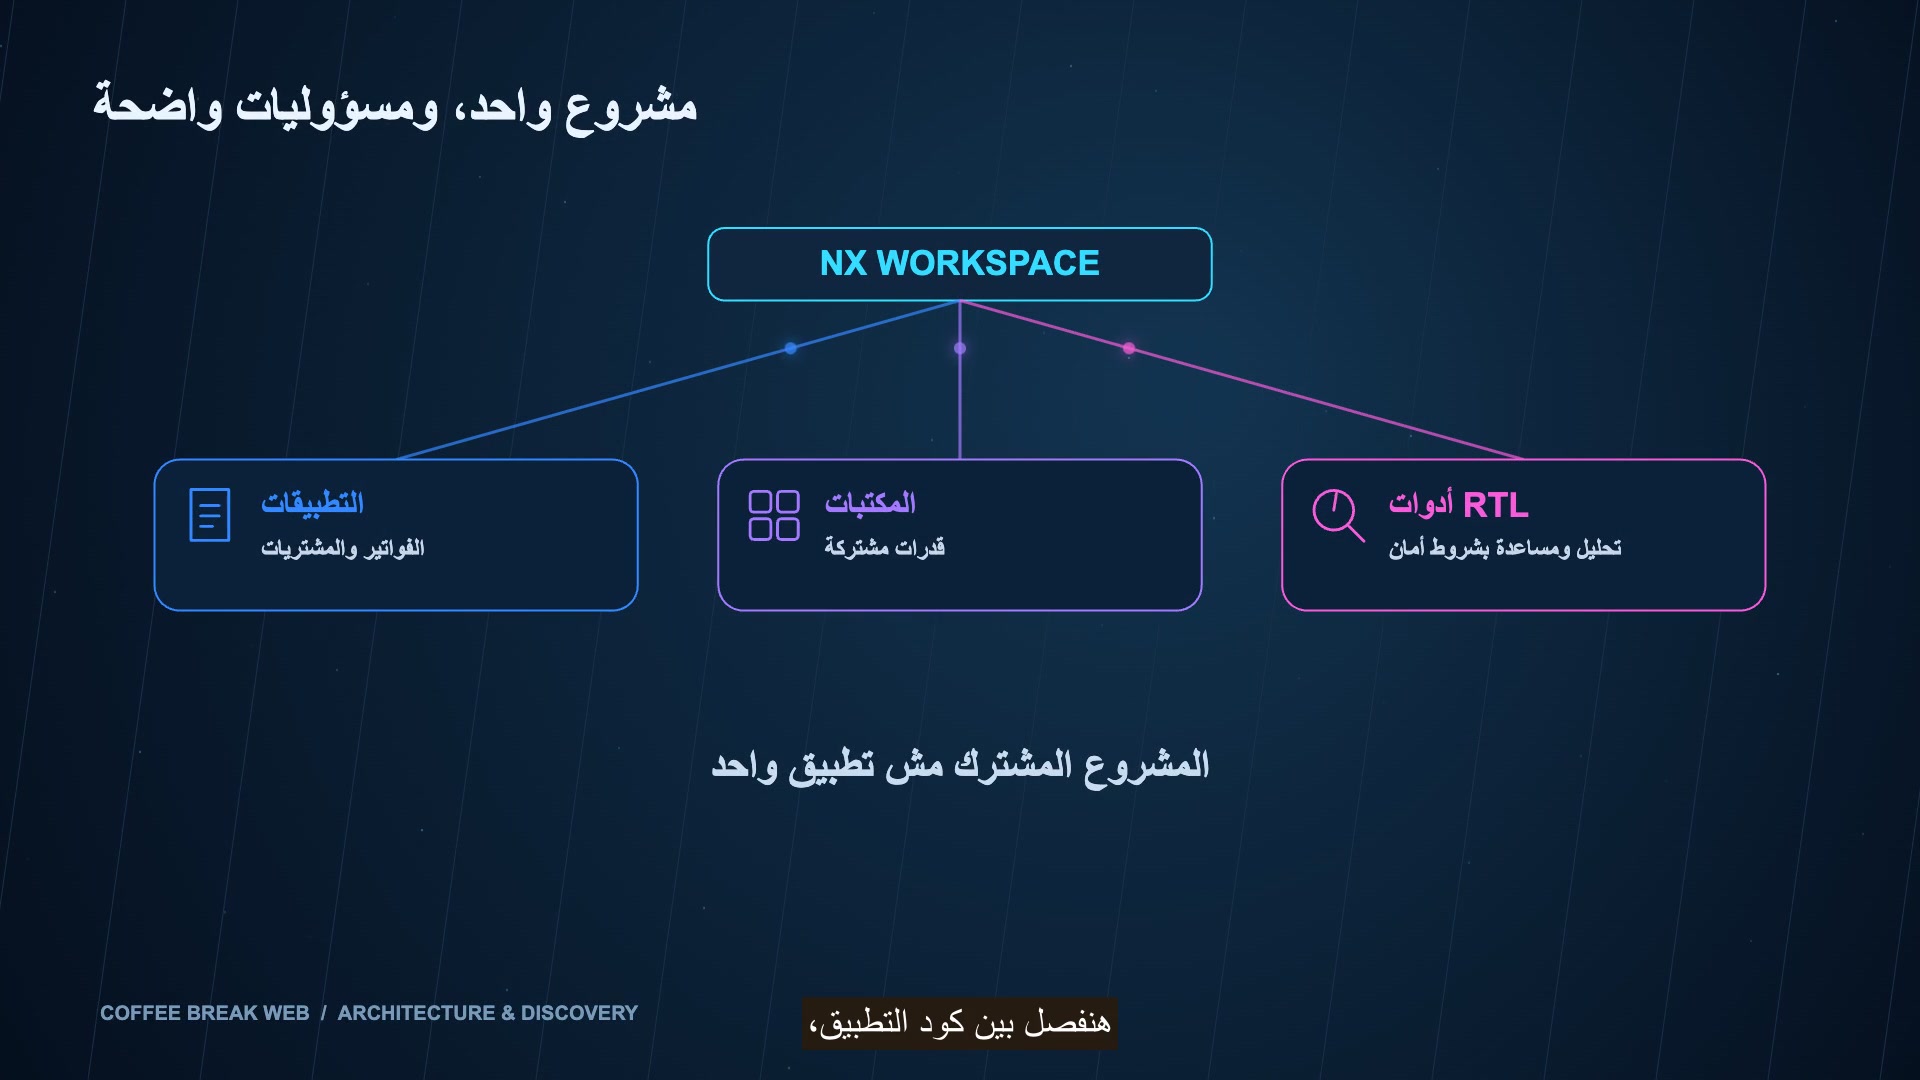 مشروع واحد، ومسؤوليات واضحة
NX WORKSPACE
التطبيقات
الفواتير والمشتريات
المكتبات
قدرات مشتركة
أدوات RTL
تحليل ومساعدة بشروط أمان
المشروع المشترك مش تطبيق واحد
COFFEE BREAK WEB / ARCHITECTURE & DISCOVERY
هنفصل بين كود التطبيق،